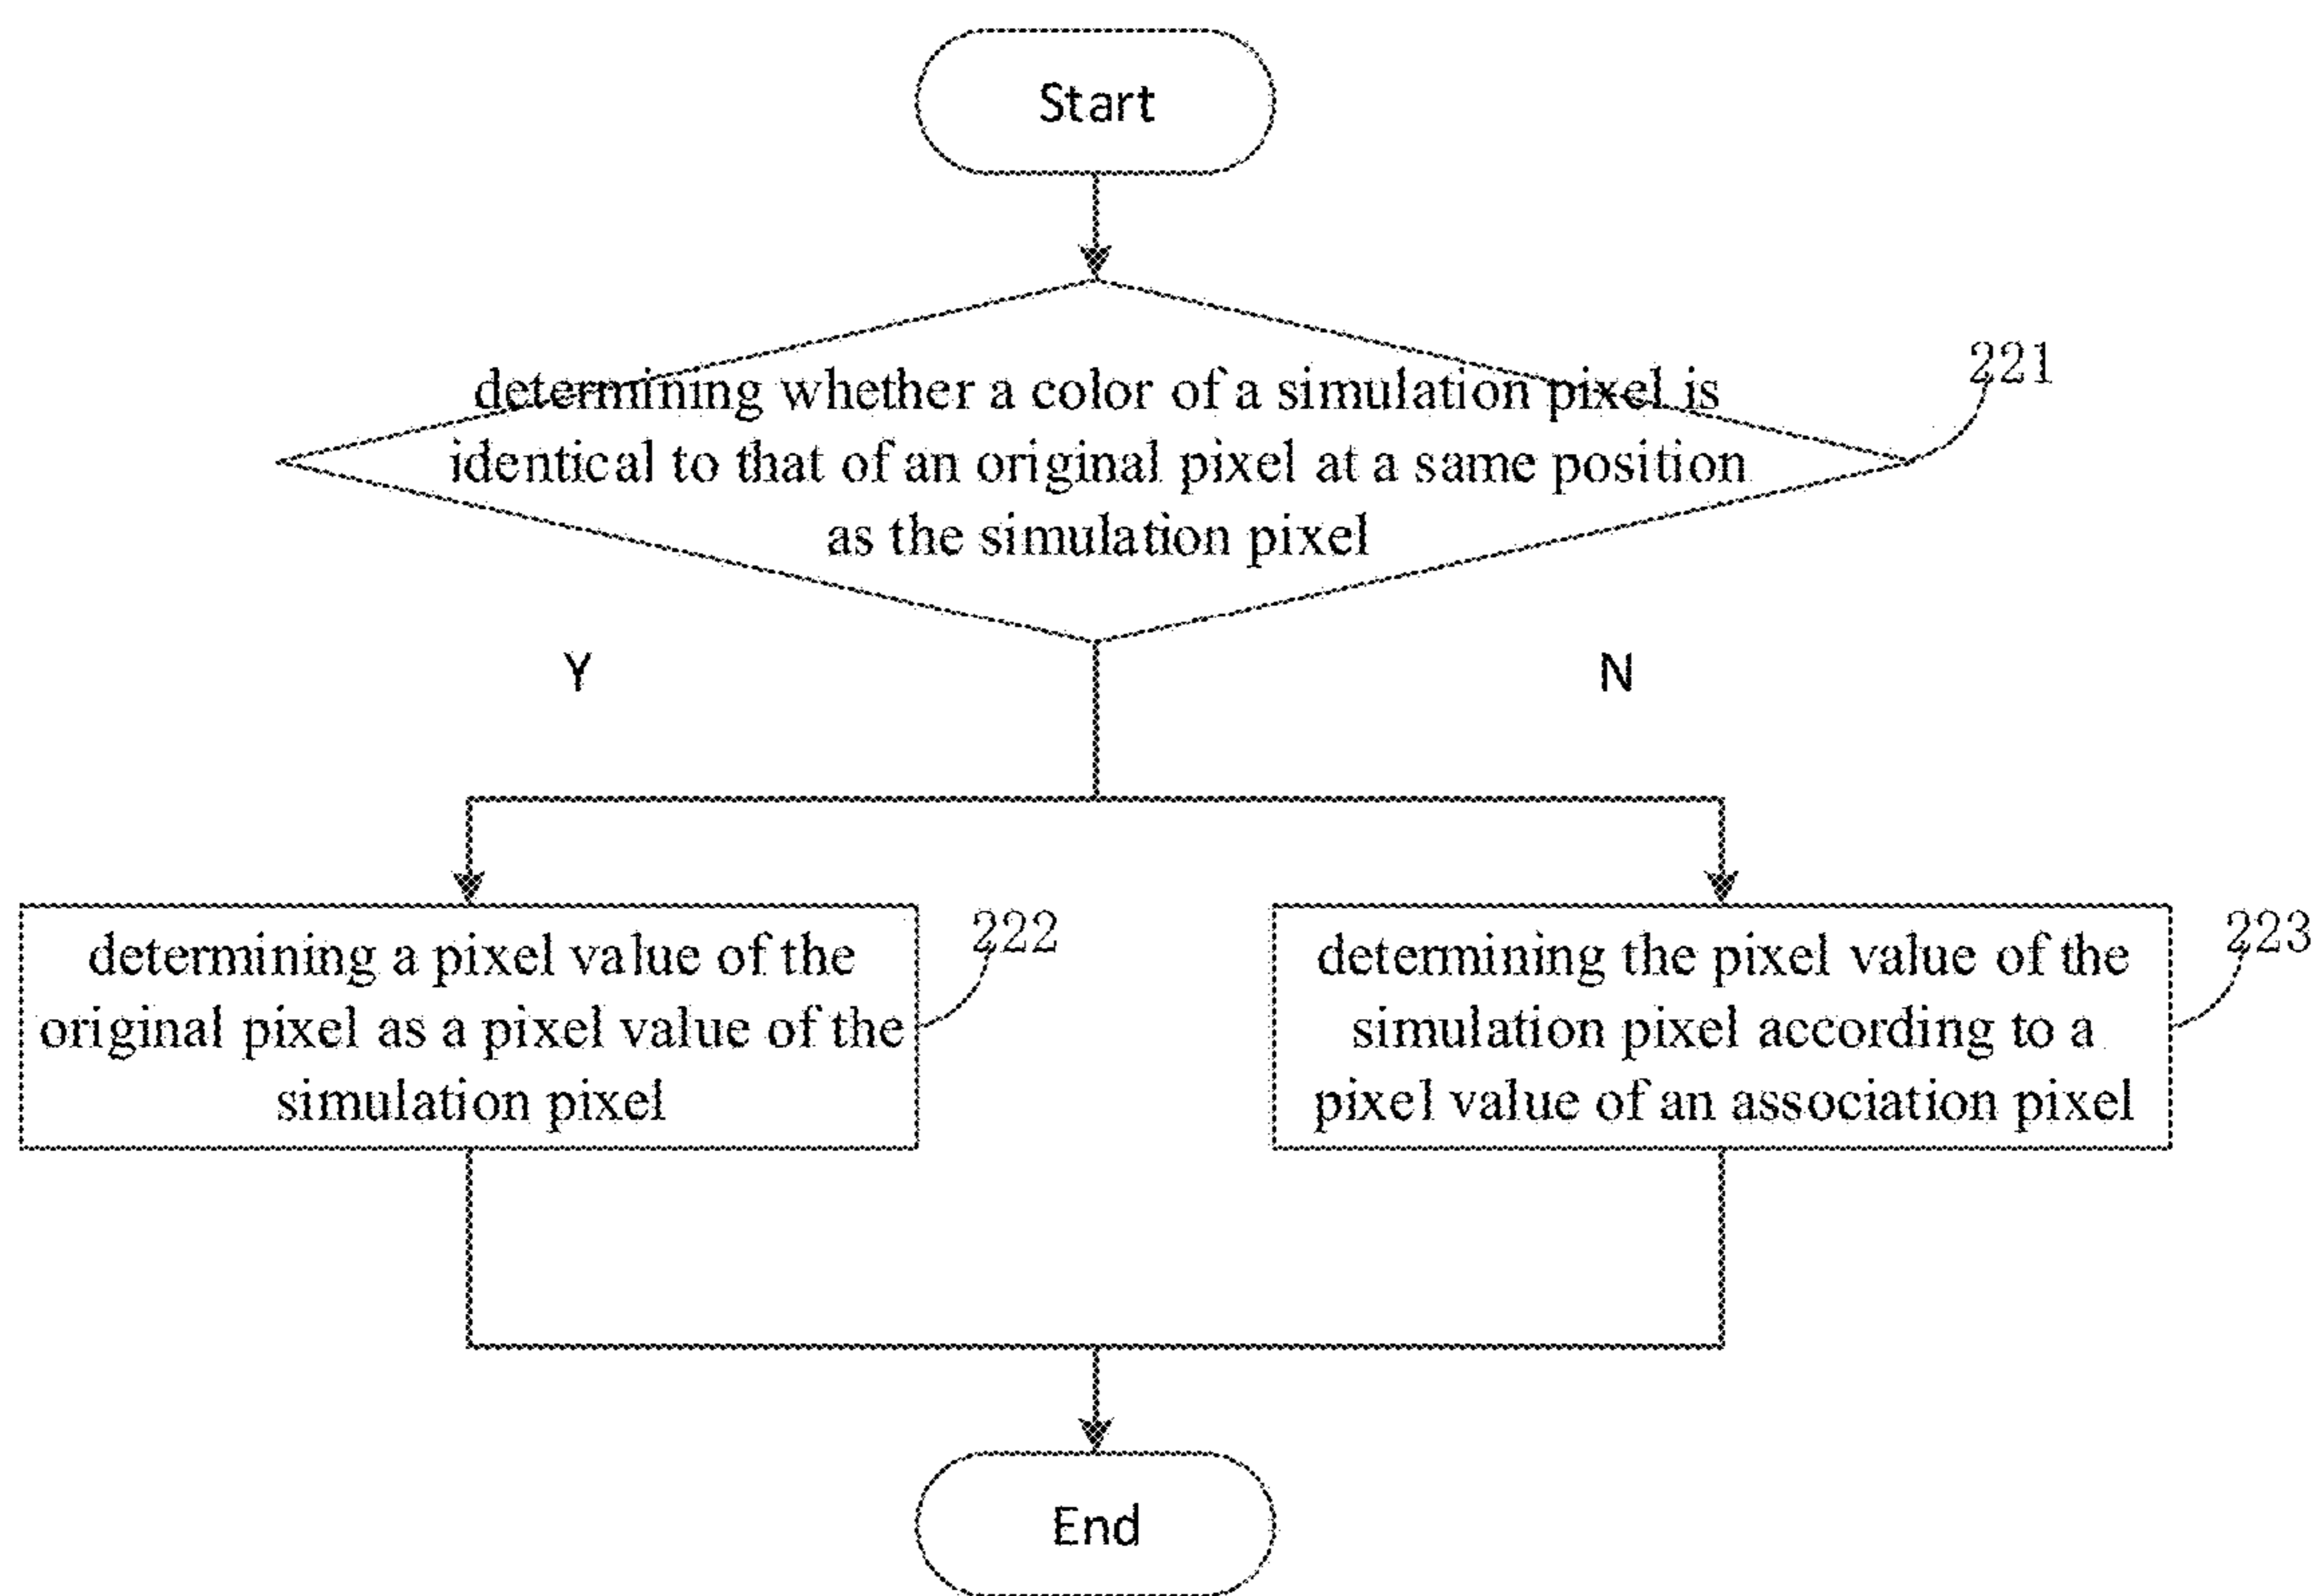 Start
determining whether a color of a simulation pixel is
identical to that of an original pixel at a same position
as the simulation pixel
221
Y
N
determining a pixel value of the
original pixel as a pixel value of the
simulation pixel
222
determining the pixel value of the
simulation pixel according to a
pixel value of an association pixel
223
End